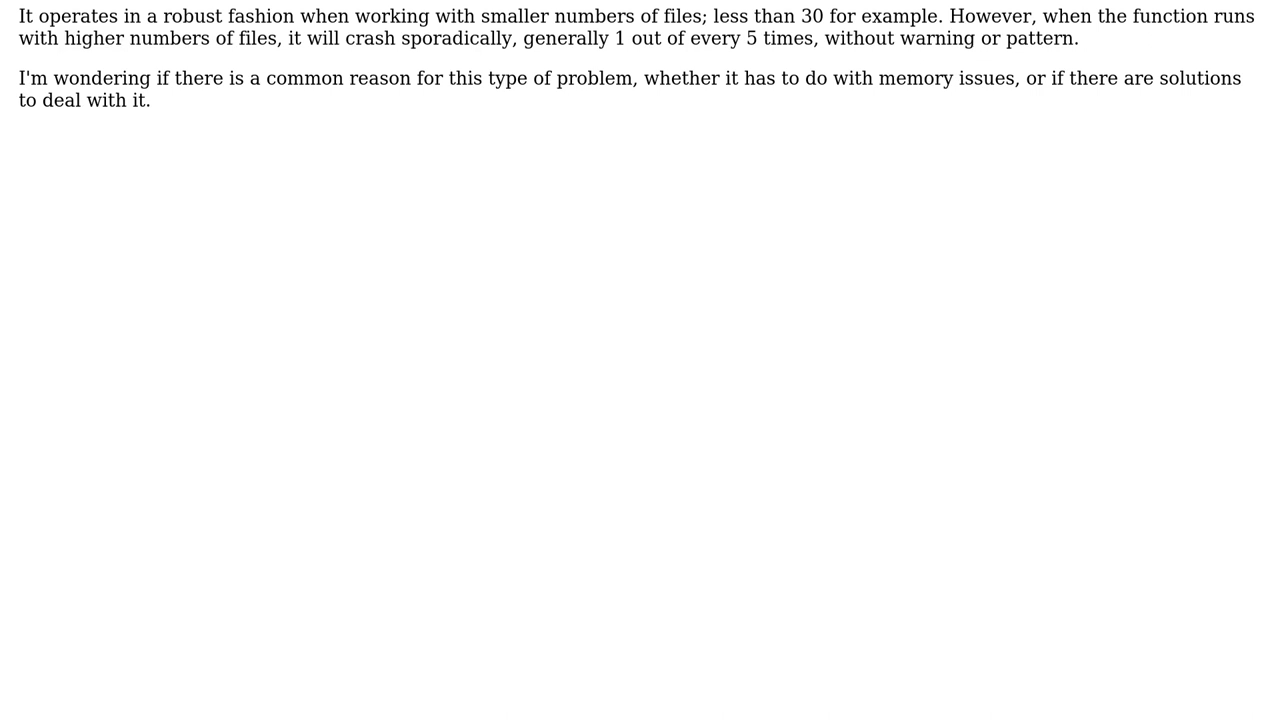 It operates in a robust fashion when working with smaller numbers of files; less than 30 for example. However, when the function runs
with higher numbers of files, it will crash sporadically, generally 1 out of every 5 times, without warning or pattern.
I'm wondering if there is a common reason for this type of problem, whether it has to do with memory issues, or if there are solutions
to deal with it.